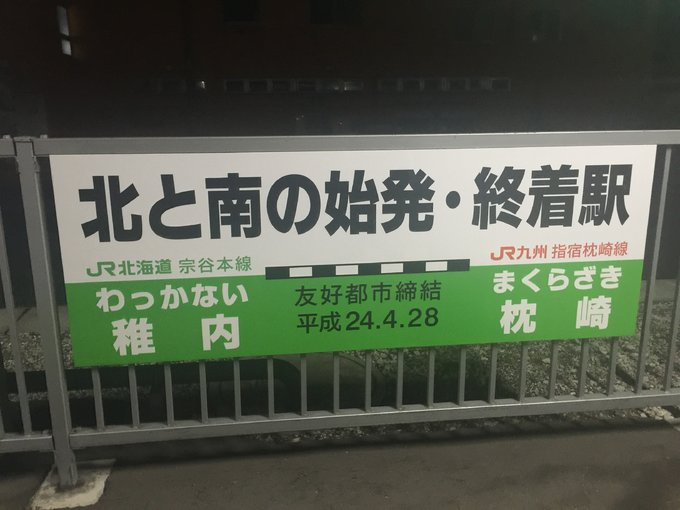 北と南の始発・終着駅
JR北海道 宗谷本線
わっかない
稚内
友好都市締結
平成24.4.28
JR九州 指宿枕崎線
まくらざき
枕崎